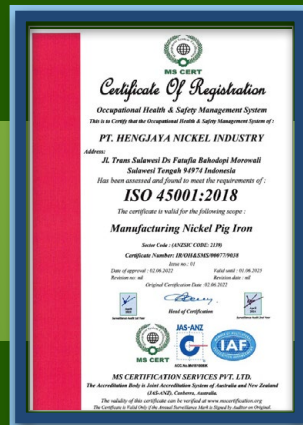 MS CERT
Certificate Of Registration
Occupational Health & Safety Management System
This is to Certify that the Occupational Health & Safety Management System of :
PT. HENGJAYA NICKEL INDUSTRY
Address:
Jl. Trans Sulawesi Ds Fatufia Bahodopi Morowali
Sulawesi Tengah 94974 Indonesia
Has been assessed and found to meet the requirements of :
ISO 45001:2018
The certificate is valid for the following scope :
Manufacturing Nickel Pig Iron
Sector Code : (ANZSIC CODE: 2139)
Certificate Number: IR/OH&SMS/00077/9038
Issue no.: 01
Date of approval : 02.06.2022 Valid until : 01.06.2025
Revision no: nil Revision date : nil
Original Certification Date :02.06.2022
Head of Certification
MS CERT
JAS-ANZ
IAF
MS CERTIFICATION SERVICES PVT. LTD.
The Accreditation Body is Joint Accreditation System of Australia and New Zealand
(JAS-ANZ), Canberra, Australia.
The validity of this certificate can be verified at www.mscertification.org
The Certificate is Valid Only if the Annual Surveillance Mark is Signed by Auditor on Original.